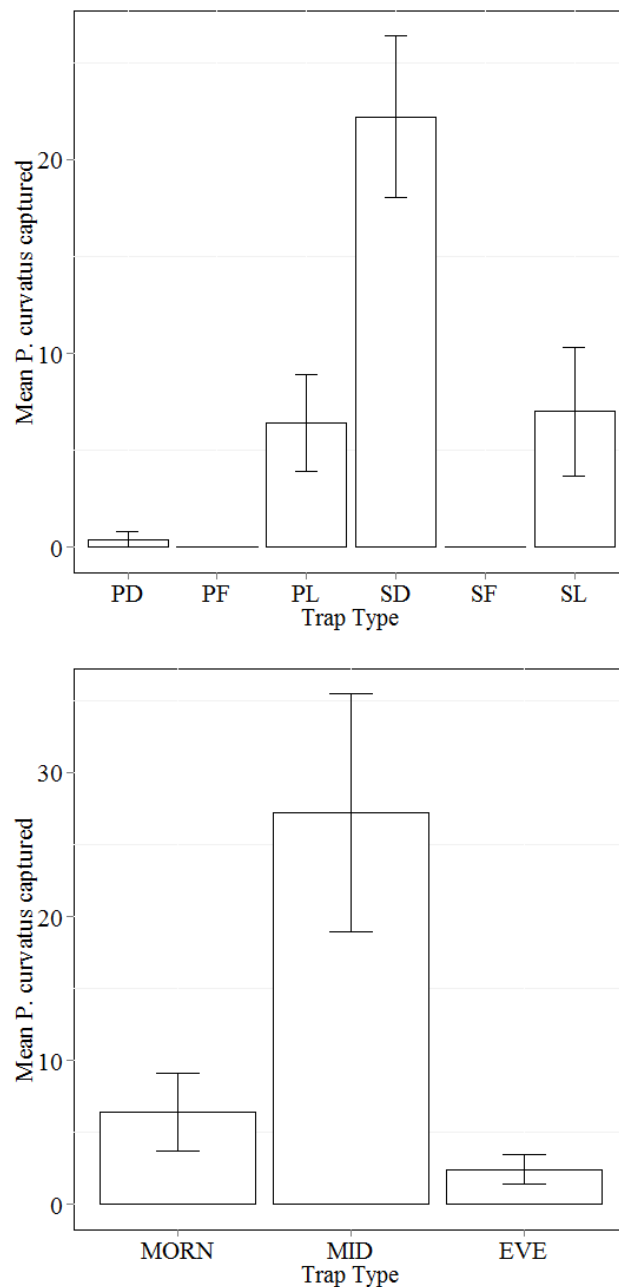 Mean P. curvatus captured
20
10
0
PD PF PL SD SF SL
Trap Type
Mean P. curvatus captured
30
20
10
0
MORN MID EVE
Trap Type